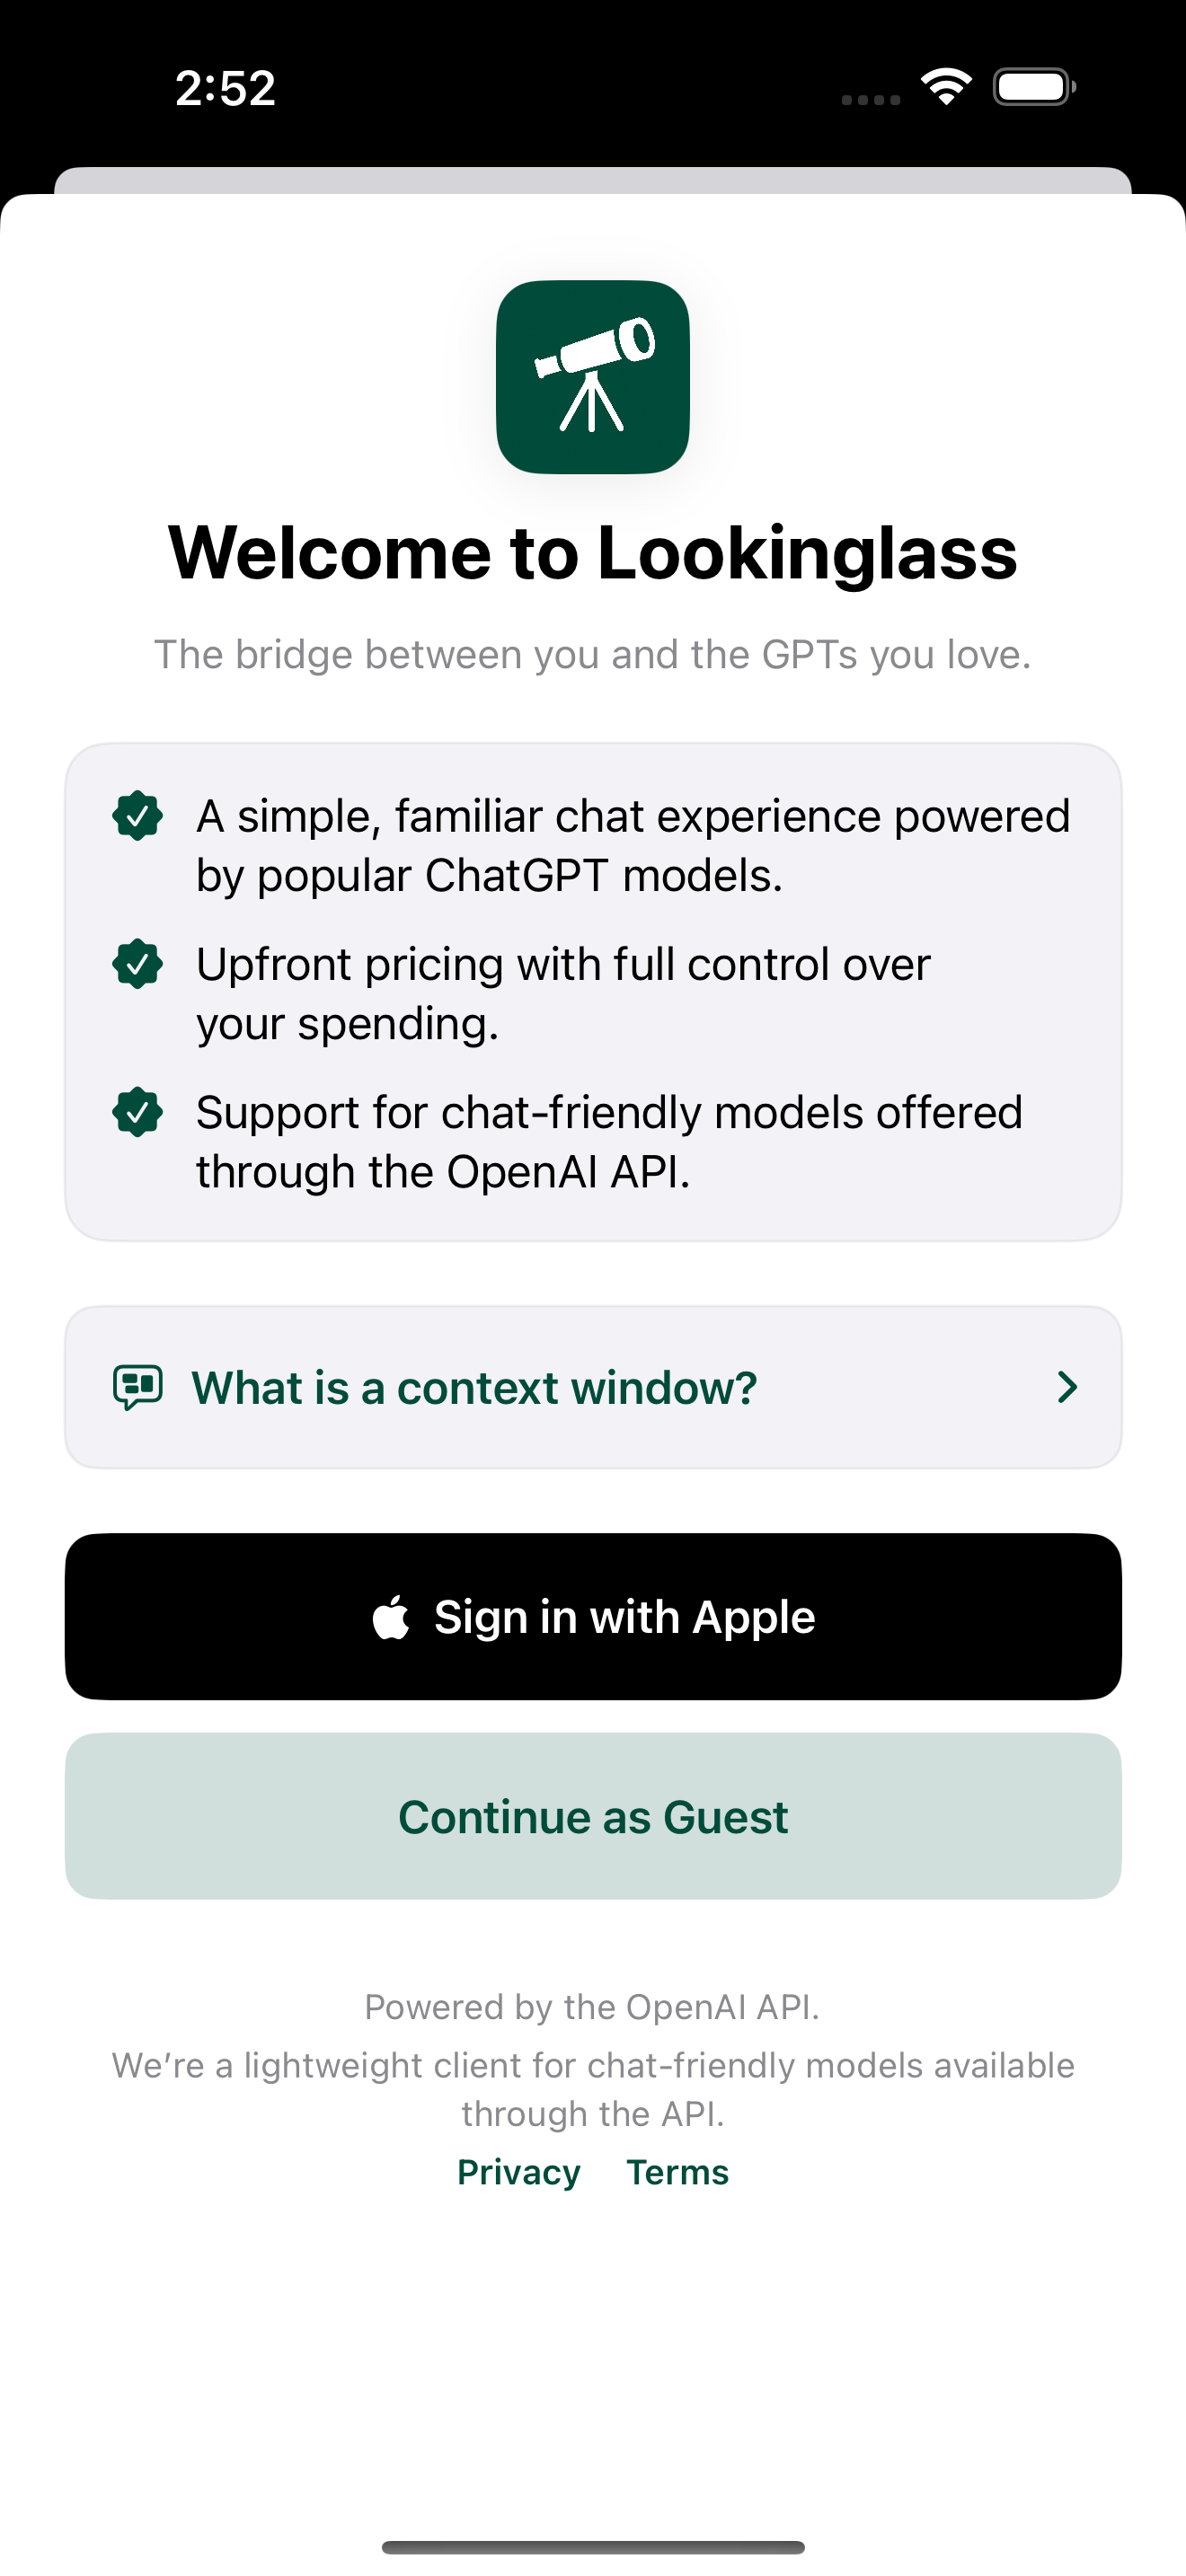 2:52
Welcome to Lookinglass
The bridge between you and the GPTs you love.
A simple, familiar chat experience powered
by popular ChatGPT models.
Upfront pricing with full control over
your spending.
Support for chat-friendly models offered
through the OpenAI API.
What is a context window?
Sign in with Apple
Continue as Guest
Powered by the OpenAI API.
We’re a lightweight client for chat-friendly models available
through the API.
Privacy Terms